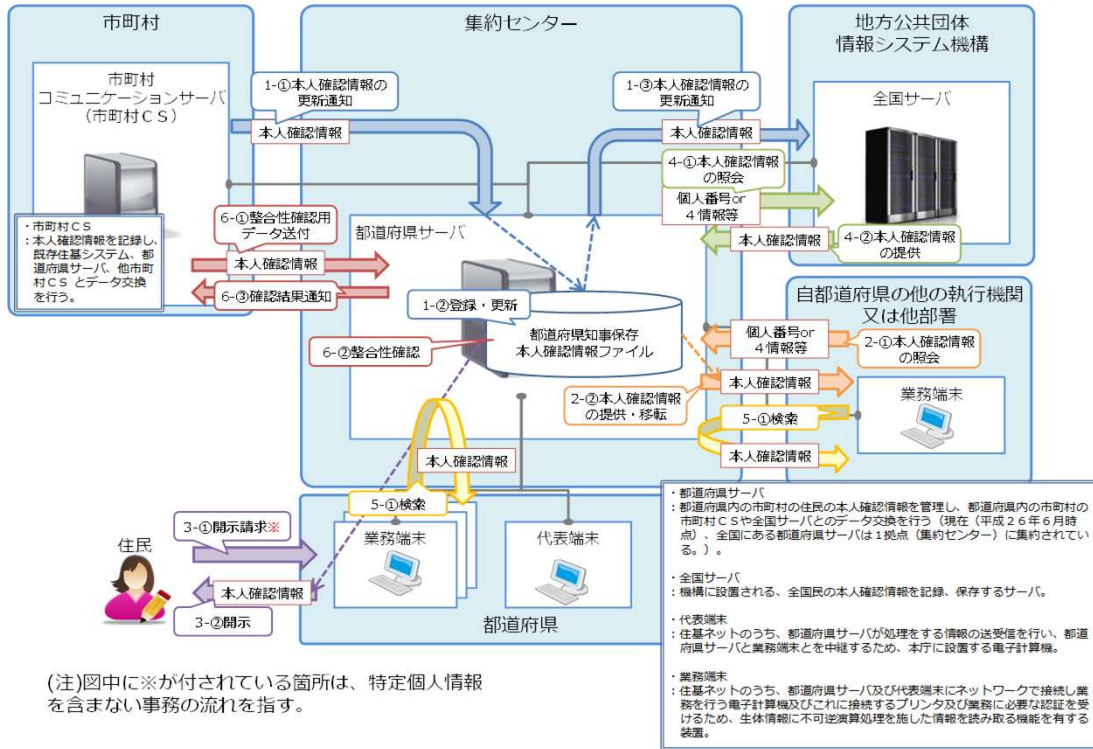 市町村
集約センター
地方公共団体
情報システム機構
市町村
コミュニケーションサーバ
(市町村CS)
1-①本人確認情報の
更新通知
本人確認情報
1-③本人確認情報の
更新通知
本人確認情報
全国サーバ
4-①本人確認情報
の照会
個人番号or
4情報等
本人確認情報
4-②本人確認情報
の提供
・市町村CS
:本人確認情報を記録し、
既存住基システム、都
道府県サーバ、他市町
村CS とデータ交換
を行う。
6-①整合性確認用
データ送付
本人確認情報
6-③確認結果通知
都道府県サーバ
1-②登録・更新
都道府県知事保存
本人確認情報ファイル
6-②整合性確認
自都道府県の他の執行機関
又は他部署
個人番号or
4情報等
2-①本人確認情報
の照会
本人確認情報
2-②本人確認情報
の提供・移転
業務端末
5-①検索
本人確認情報
本人確認情報
5-①検索
3-①開示請求※
住民
本人確認情報
3-②開示
業務端末
代表端末
都道府県
・都道府県サーバ
:都道府県内の市町村の住民の本人確認情報を管理し、都道府県内の市町村の
市町村CSや全国サーバとのデータ交換を行う(現在(平成26年6月時
点)、全国にある都道府県サーバは1拠点(集約センター)に集約されてい
る。)。
・全国サーバ
:機構に設置される、全国民の本人確認情報を記録、保存するサーバ。
・代表端末
:住基ネットのうち、都道府県サーバが処理をする情報の送受信を行い、都道
府県サーバと業務端末とを中継するため、本庁に設置する電子計算機。
・業務端末
:住基ネットのうち、都道府県サーバ及び代表端末にネットワークで接続し業
務を行う電子計算機及びこれに接続するプリンタ及び業務に必要な認証を受
けるため、生体情報に不可逆演算処理を施した情報を読み取る機能を有する
装置。
(注)図中に※が付されている箇所は、特定個人情報
を含まない事務の流れを指す。